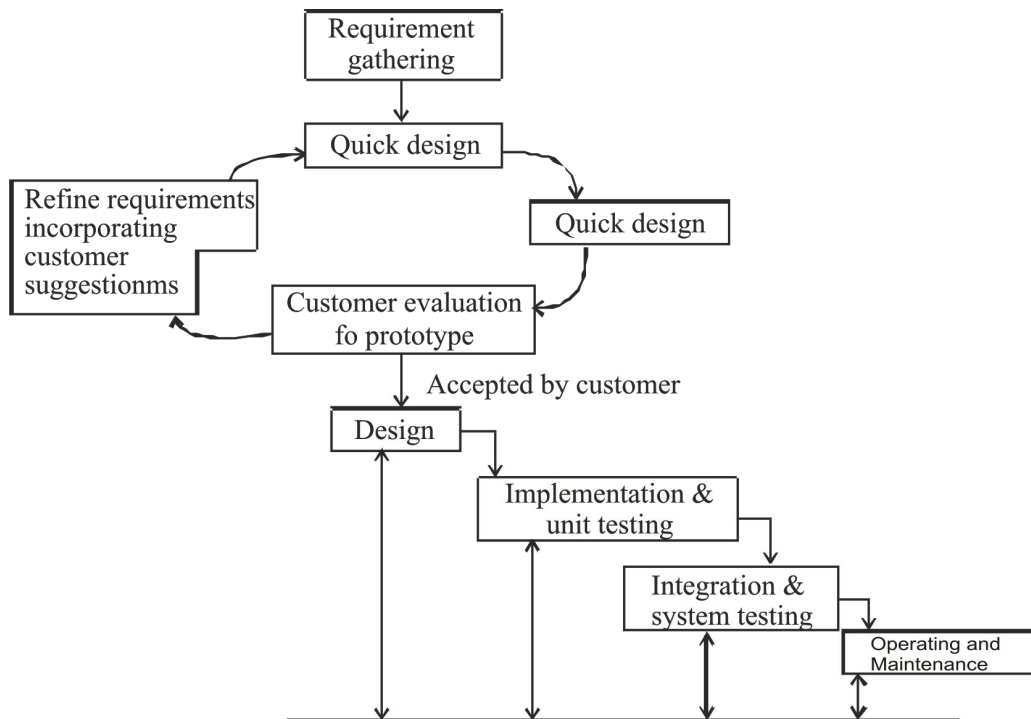 Requirement
gathering
Quick design
Refine requirements
incorporating
customer
suggestionms
Quick design
Customer evaluation
fo prototype
Accepted by customer
Design
Implementation &
unit testing
Integration &
system testing
Operating and
Maintenance